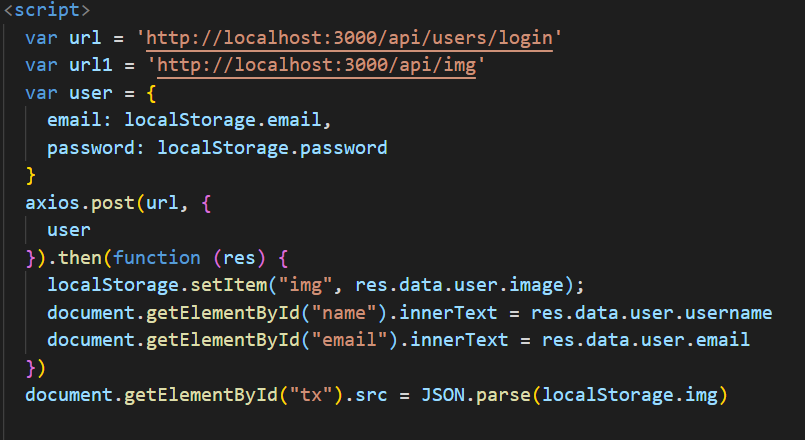 <script>
var url = 'http://localhost:3000/api/users/login'
var url1 = 'http://localhost:3000/api/img'
var user = {
email: localStorage.email,
password: localStorage.password
}
axios.post(url, {
user
}).then(function (res) {
localStorage.setItem("img", res.data.user.image);
document.getElementById("name").innerText = res.data.user.username
document.getElementById("email").innerText = res.data.user.email
})
document.getElementById("tx").src = JSON.parse(localStorage.img)